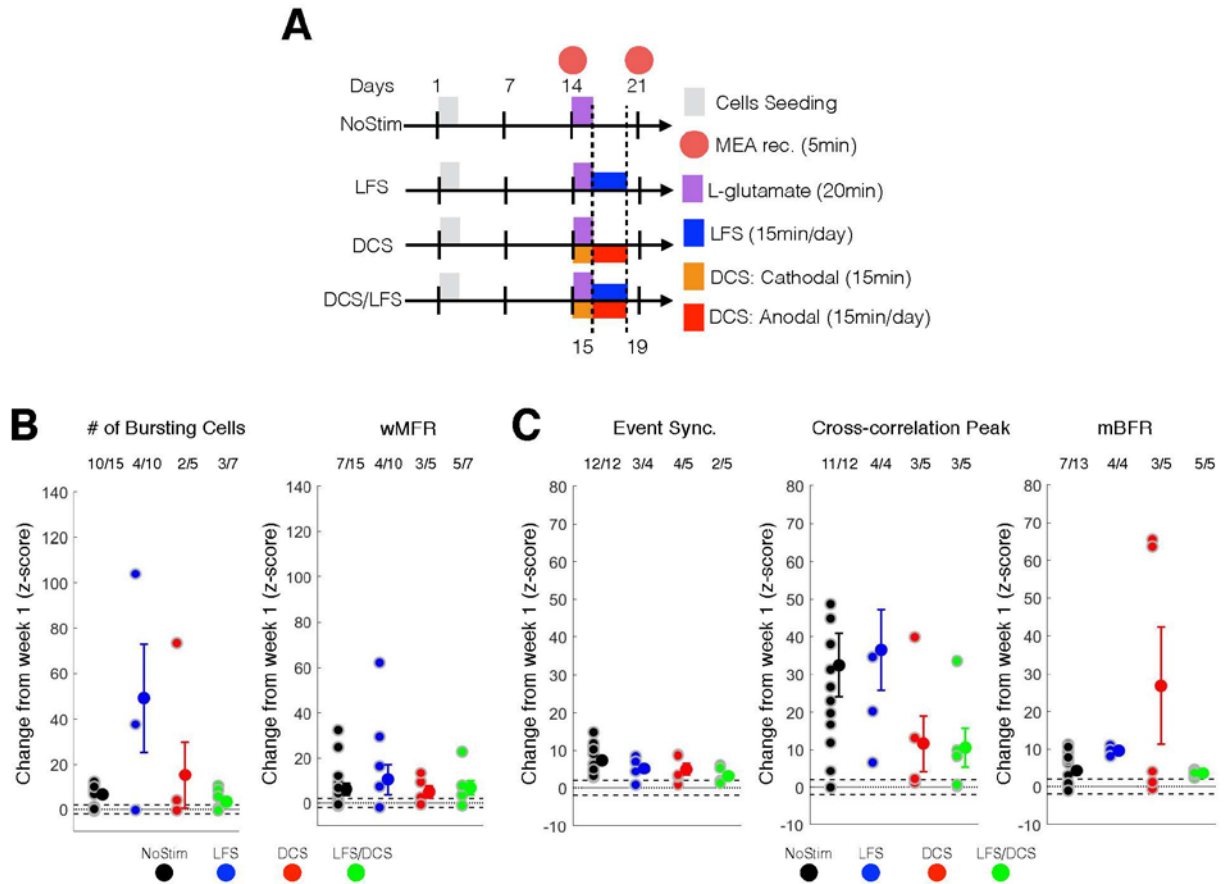 A
Days 1 7 14 21
NoStim
LFS
DCS
DCS/LFS
15 19
Cells Seeding
MEA rec. (5min)
L-glutamate (20min)
LFS (15min/day)
DCS: Cathodal (15min)
DCS: Anodal (15min/day)
B
# of Bursting Cells
10/15 4/10 2/5 3/7
Change from week 1 (z-score)
140
120
100
80
60
40
20
0
wMFR
7/15 4/10 3/5 5/7
Change from week 1 (z-score)
140
120
100
80
60
40
20
0
-10
NoStim LFS DCS LFS/DCS
C
Event Sync.
12/12 3/4 4/5 2/5
Change from week 1 (z-score)
80
70
60
50
40
30
20
10
0
-10
Cross-correlation Peak
11/12 4/4 3/5 3/5
Change from week 1 (z-score)
80
70
60
50
40
30
20
10
0
-10
mBFR
7/13 4/4 3/5 5/5
Change from week 1 (z-score)
80
70
60
50
40
30
20
10
0
-10
NoStim LFS DCS LFS/DCS